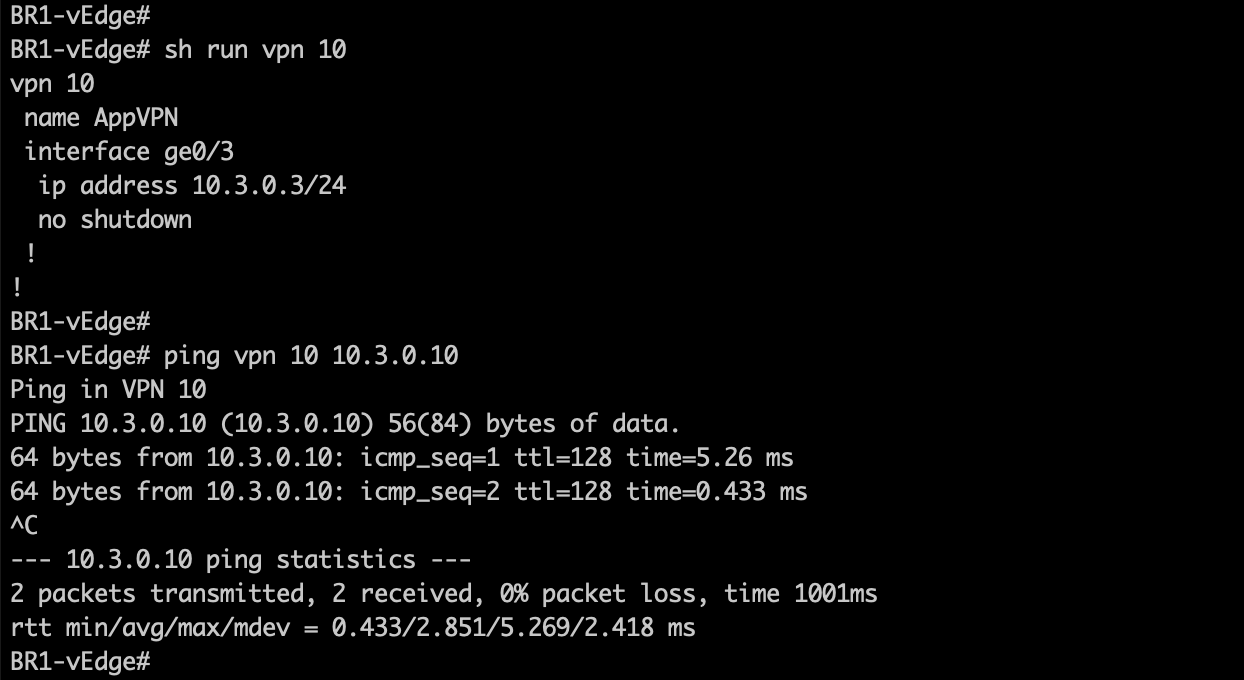 BR1-vEdge#
BR1-vEdge# sh run vpn 10
vpn 10
 name AppVPN
 interface ge0/3
  ip address 10.3.0.3/24
  no shutdown
 !
!
BR1-vEdge#
BR1-vEdge# ping vpn 10 10.3.0.10
Ping in VPN 10
PING 10.3.0.10 (10.3.0.10) 56(84) bytes of data.
64 bytes from 10.3.0.10: icmp_seq=1 ttl=128 time=5.26 ms
64 bytes from 10.3.0.10: icmp_seq=2 ttl=128 time=0.433 ms
^C
--- 10.3.0.10 ping statistics ---
2 packets transmitted, 2 received, 0% packet loss, time 1001ms
rtt min/avg/max/mdev = 0.433/2.851/5.269/2.418 ms
BR1-vEdge#